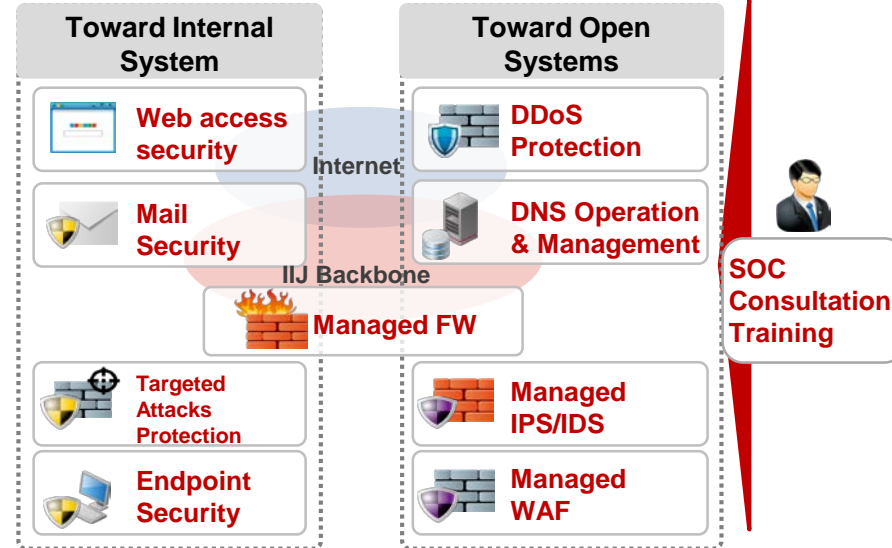 Toward Internal
System
Toward Open
Systems
Web access
security
DDoS
Protection
Internet
Mail
Security
DNS Operation
& Management
IIJ Backbone
Managed FW
SOC
Consultation
Training
Targeted
Attacks
Protection
Managed
IPS/IDS
Endpoint
Security
Managed
WAF